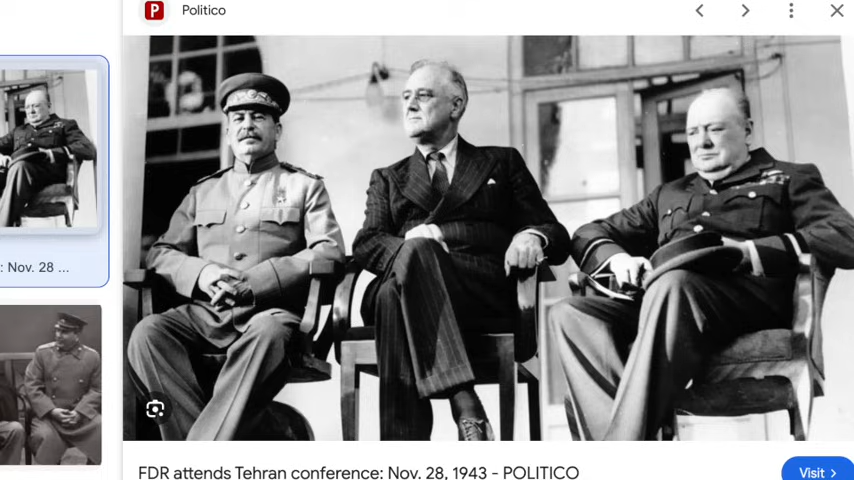 P Politico
: Nov. 28 ...
FDR attends Tehran conference: Nov. 28, 1943 - POLITICO
Visit >